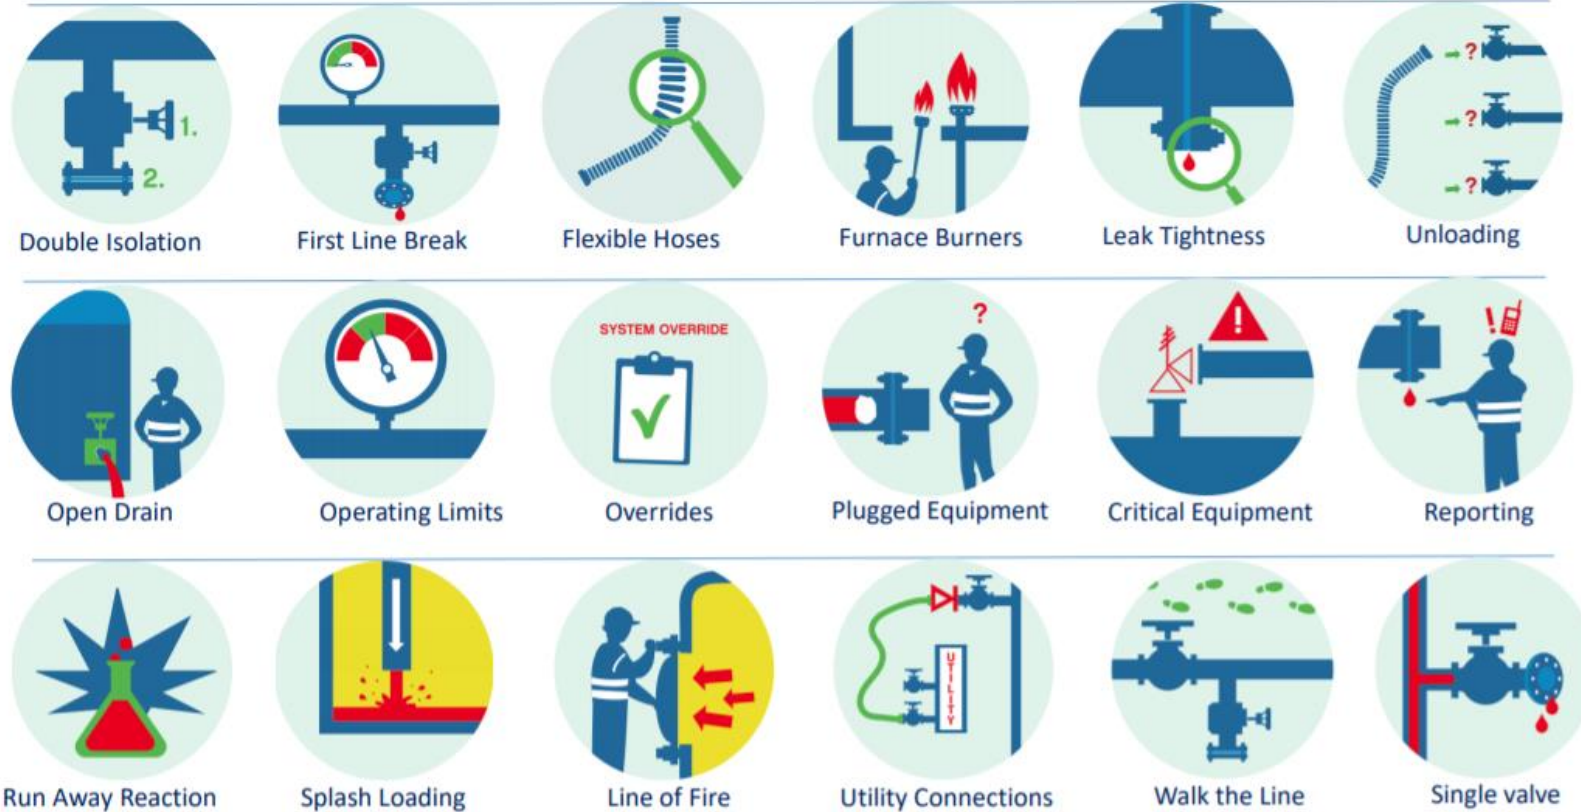 1.
2.
? 
?
?
Double Isolation
First Line Break
Flexible Hoses
Furnace Burners
Leak Tightness
Unloading
SYSTEM OVERRIDE
?
!
!
Open Drain
Operating Limits
Overrides
Plugged Equipment
Critical Equipment
Reporting
UTILITY
Run Away Reaction
Splash Loading
Line of Fire
Utility Connections
Walk the Line
Single valve